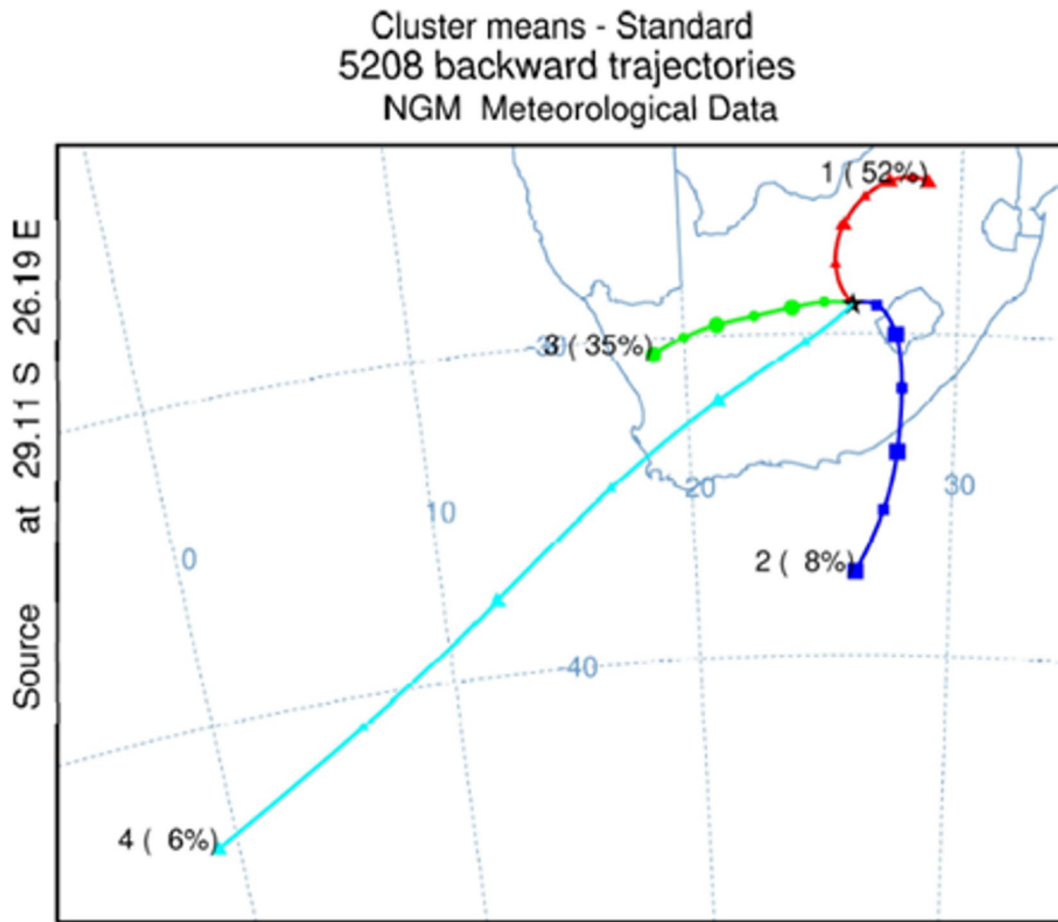 Cluster means - Standard
5208 backward trajectories
NGM Meteorological Data
Source at 29.11 S 26.19 E
1 ( 52%)
-30
3 ( 35%)
20
30
10
0
2 ( 8%)
-40
4 ( 6%)